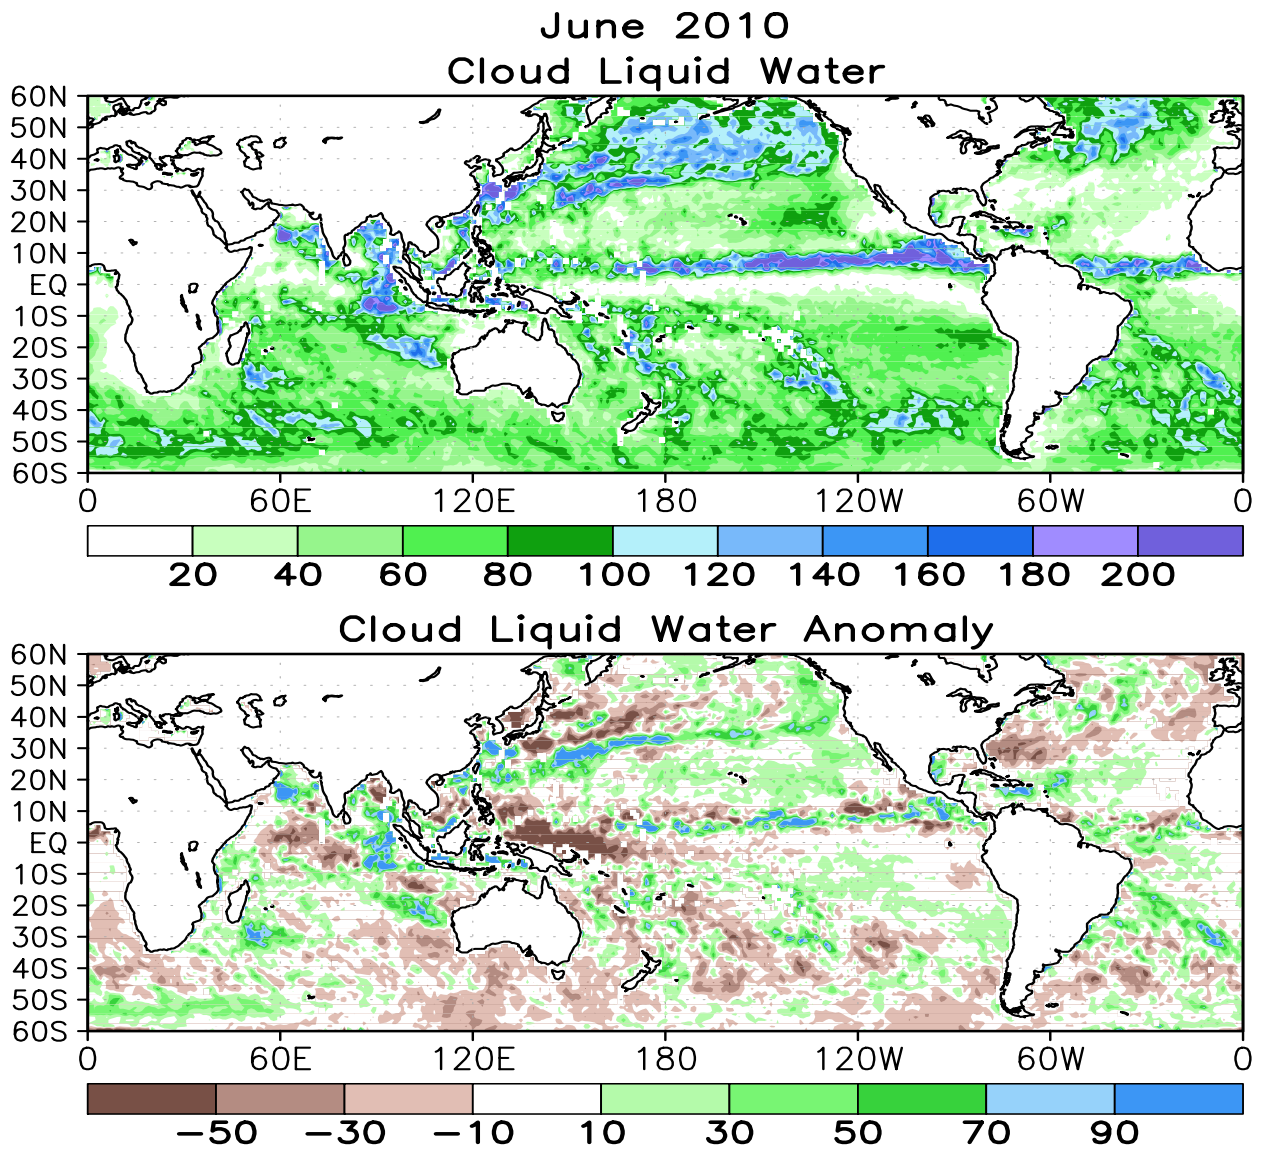 June 2010
Cloud Liquid Water
60N
50N
40N
30N
20N
10N
EQ
10S
20S
30S
40S
50S
60S
0 60E 120E 180 120W 60W 0
20 40 60 80 100 120 140 160 180 200
Cloud Liquid Water Anomaly
60N
50N
40N
30N
20N
10N
EQ
10S
20S
30S
40S
50S
60S
0 60E 120E 180 120W 60W 0
−50 −30 −10 10 30 50 70 90